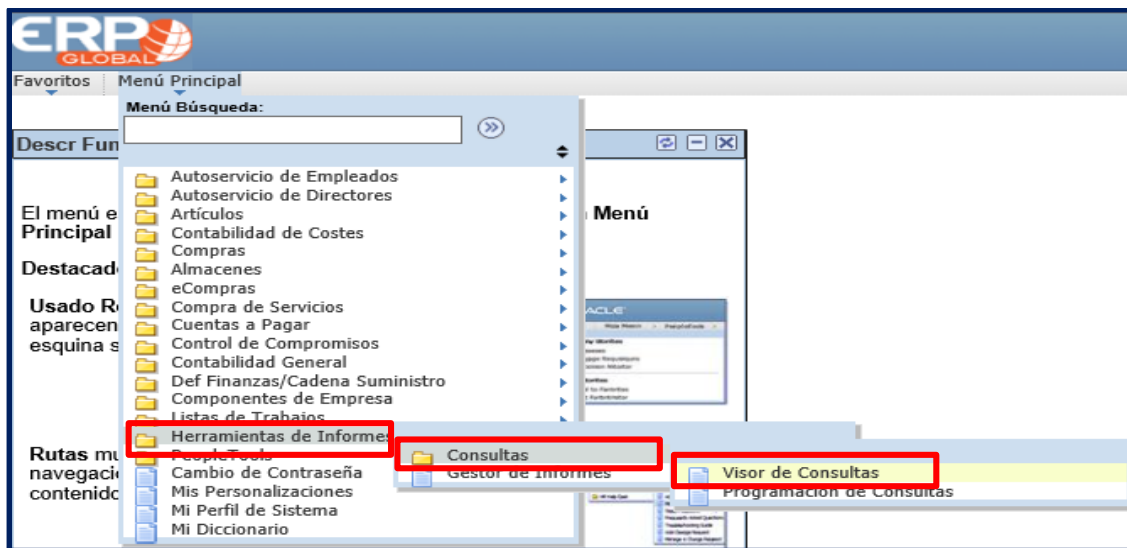 ERP
GLOBAL
Favoritos Menú Principal
Menú Búsqueda:
Descr Fun
El menú e
Menú
Principal
Destacad
Usado R
aparecen
esquina s
Rutas mu
navegaci
contenido
Autoservicio de Empleados
Autoservicio de Directores
Artículos
Contabilidad de Costes
Compras
Almacenes
eCompras
Compra de Servicios
Cuentas a Pagar
Control de Compromisos
Contabilidad General
Def Finanzas/Cadena Suministro
Componentes de Empresa
Listas de Trabajos
Herramientas de Informes
PeopleTools
Cambio de Contraseña
Mis Personalizaciones
Mi Perfil de Sistema
Mi Diccionario
Consultas
Gestor de Informes
Visor de Consultas
Programación de Consultas